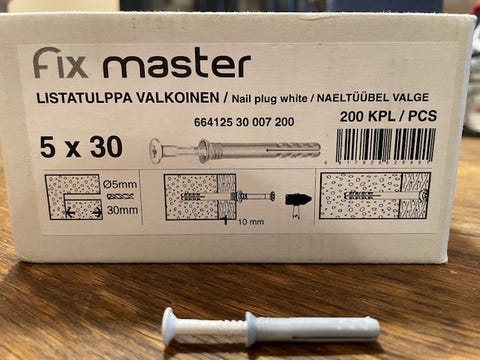 Fix master
LISTATULPPA VALKOINEN / Nail plug white / NAELTÜÜBEL VALGE
664125 30 007 200
200 KPL / PCS
5 x 30
Ø5mm
30mm
10 mm